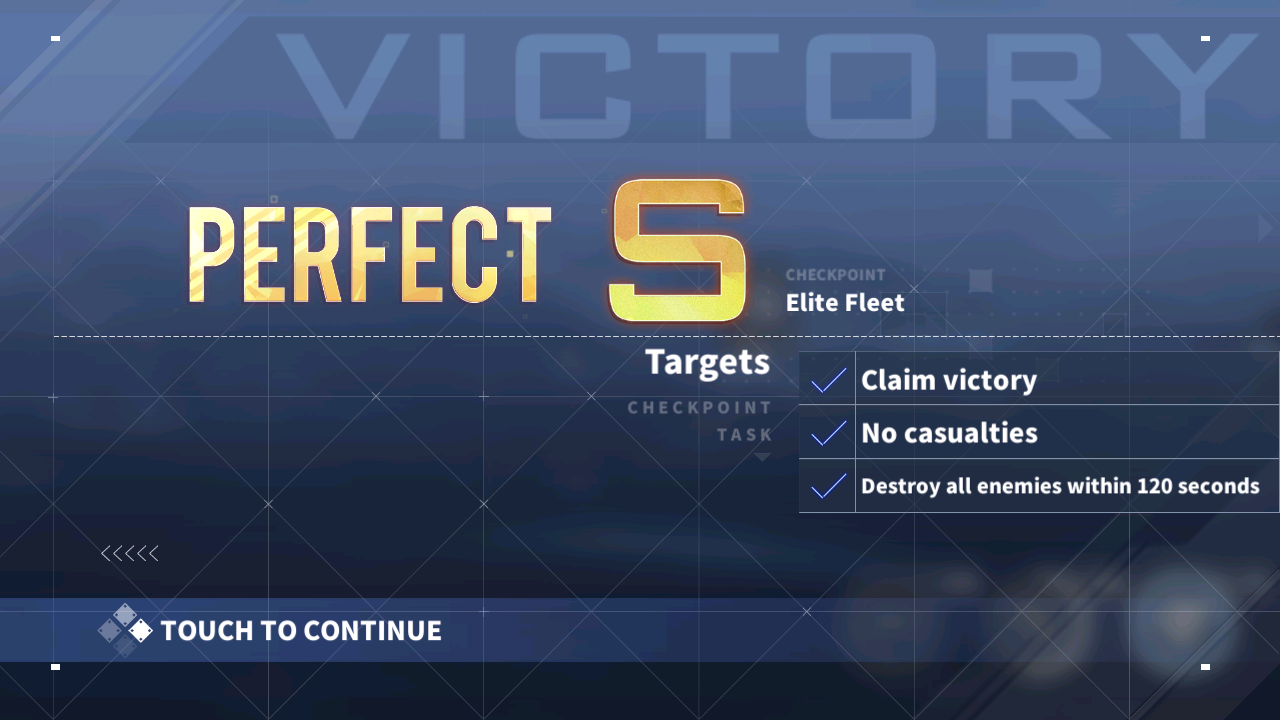 VICTORY
PERFECT S
CHECKPOINT
Elite Fleet
Targets
CHECKPOINT
TASK
Claim victory
No casualties
Destroy all enemies within 120 seconds
TOUCH TO CONTINUE